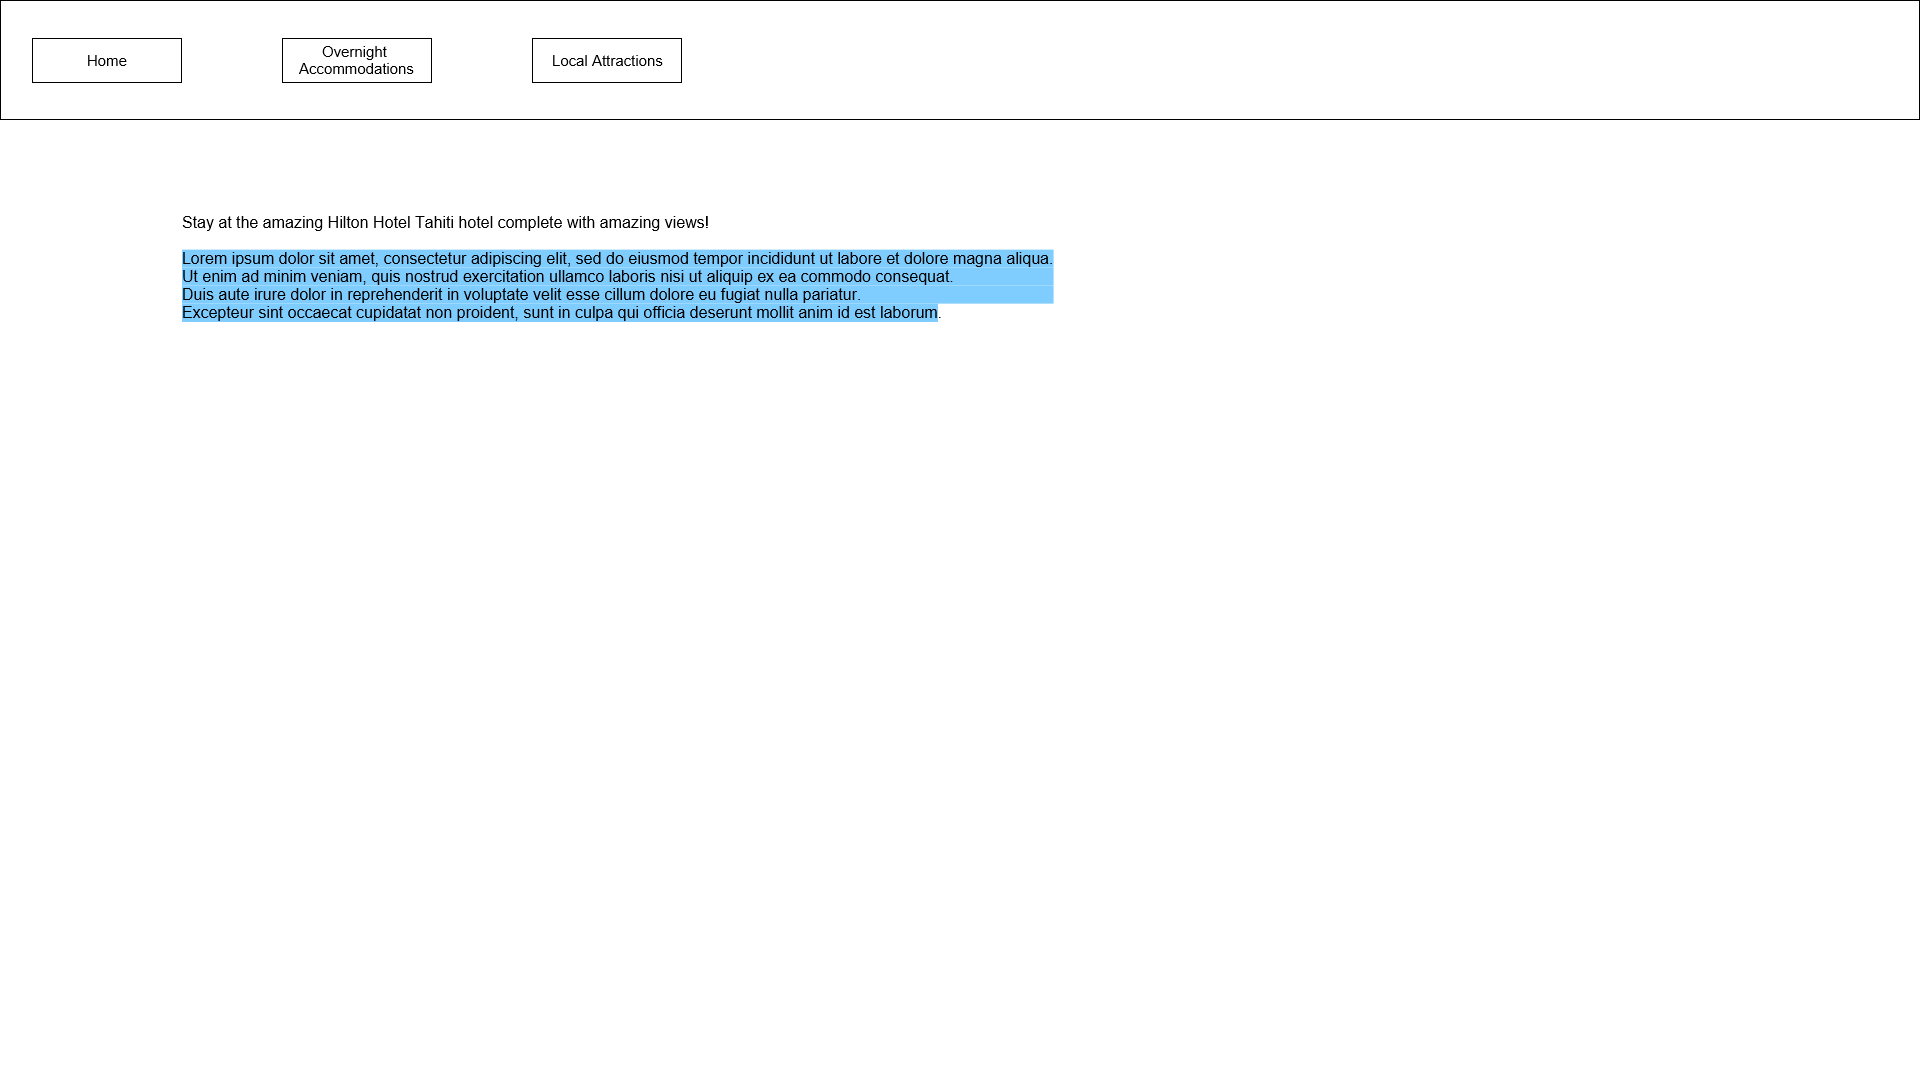 Home
Overnight
Accommodations
Local Attractions
Stay at the amazing Hilton Hotel Tahiti hotel complete with amazing views!
Lorem ipsum dolor sit amet, consectetur adipiscing elit, sed do eiusmod tempor incididunt ut labore et dolore magna aliqua.
Ut enim ad minim veniam, quis nostrud exercitation ullamco laboris nisi ut aliquip ex ea commodo consequat.
Duis aute irure dolor in reprehenderit in voluptate velit esse cillum dolore eu fugiat nulla pariatur.
Excepteur sint occaecat cupidatat non proident, sunt in culpa qui officia deserunt mollit anim id est laborum.